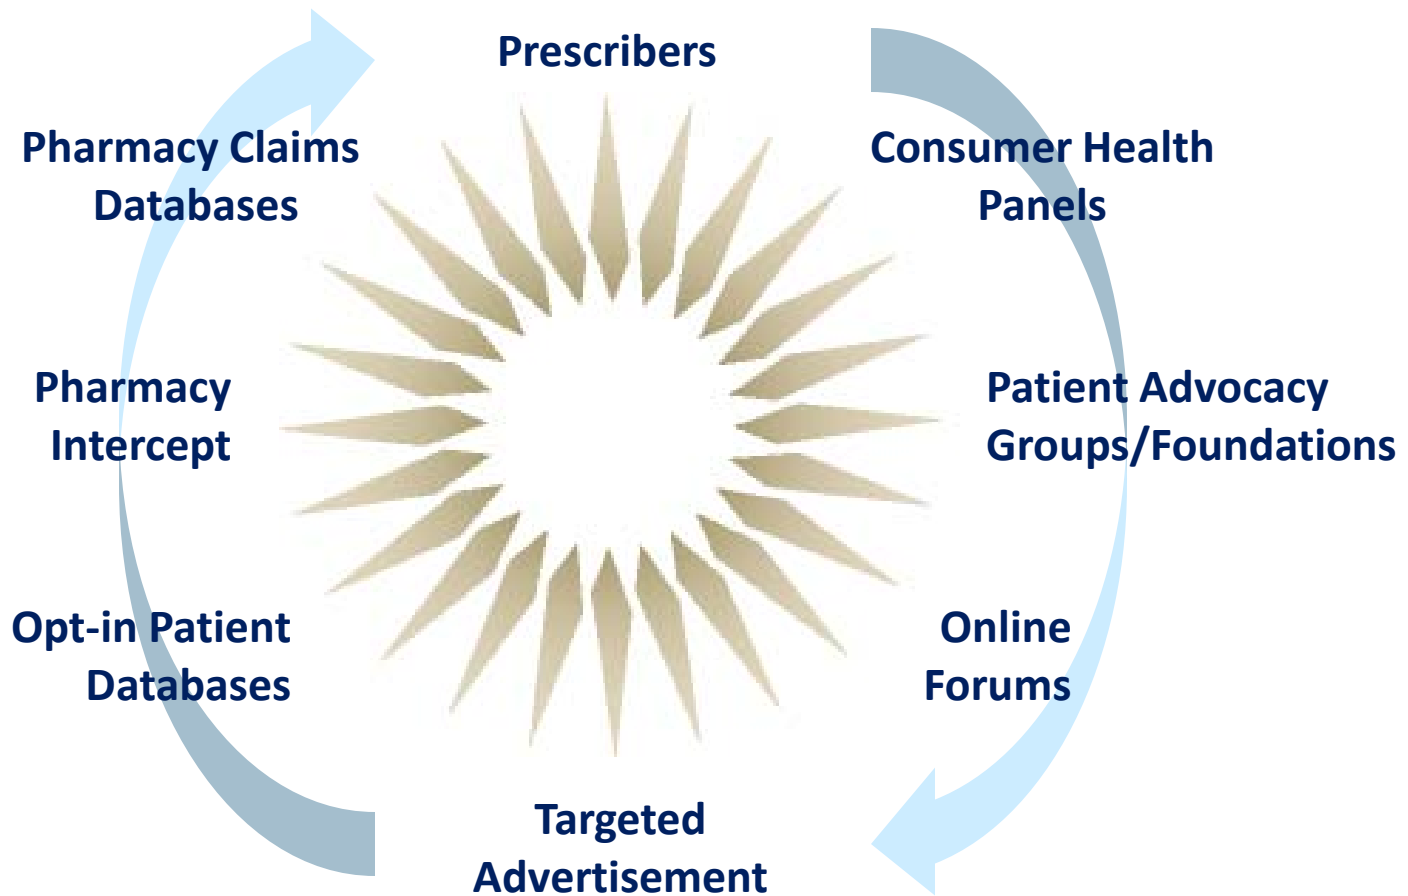 Prescribers
Consumer Health
Panels
Patient Advocacy
Groups/Foundations
Online
Forums
Targeted
Advertisement
Opt-in Patient
Databases
Pharmacy
Intercept
Pharmacy Claims
Databases